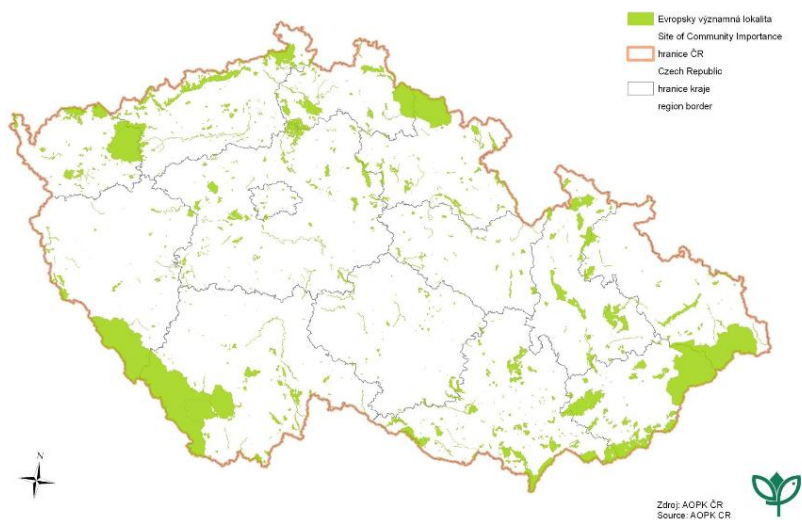 Evropsky významná lokalita
Site of Community Importance
hranice ČR
Czech Republic
hranice kraje
region border
N
Zdroj: AOPK ČR
Source: AOPK CR